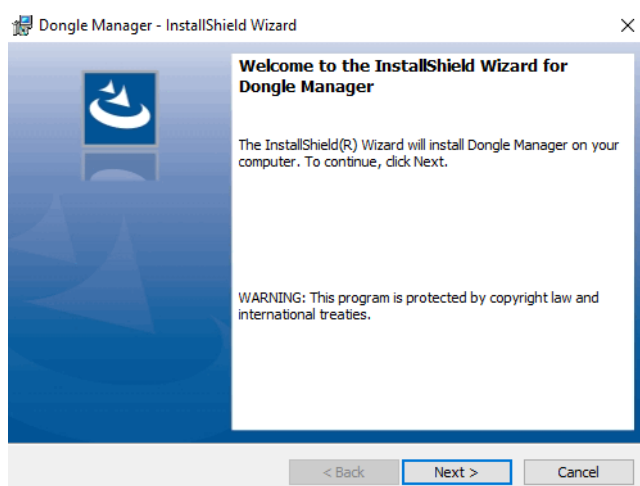 Dongle Manager - InstallShield Wizard
Welcome to the InstallShield Wizard for
Dongle Manager
The InstallShield(R) Wizard will install Dongle Manager on your
computer. To continue, click Next.
WARNING: This program is protected by copyright law and
international treaties.
< Back
Next >
Cancel